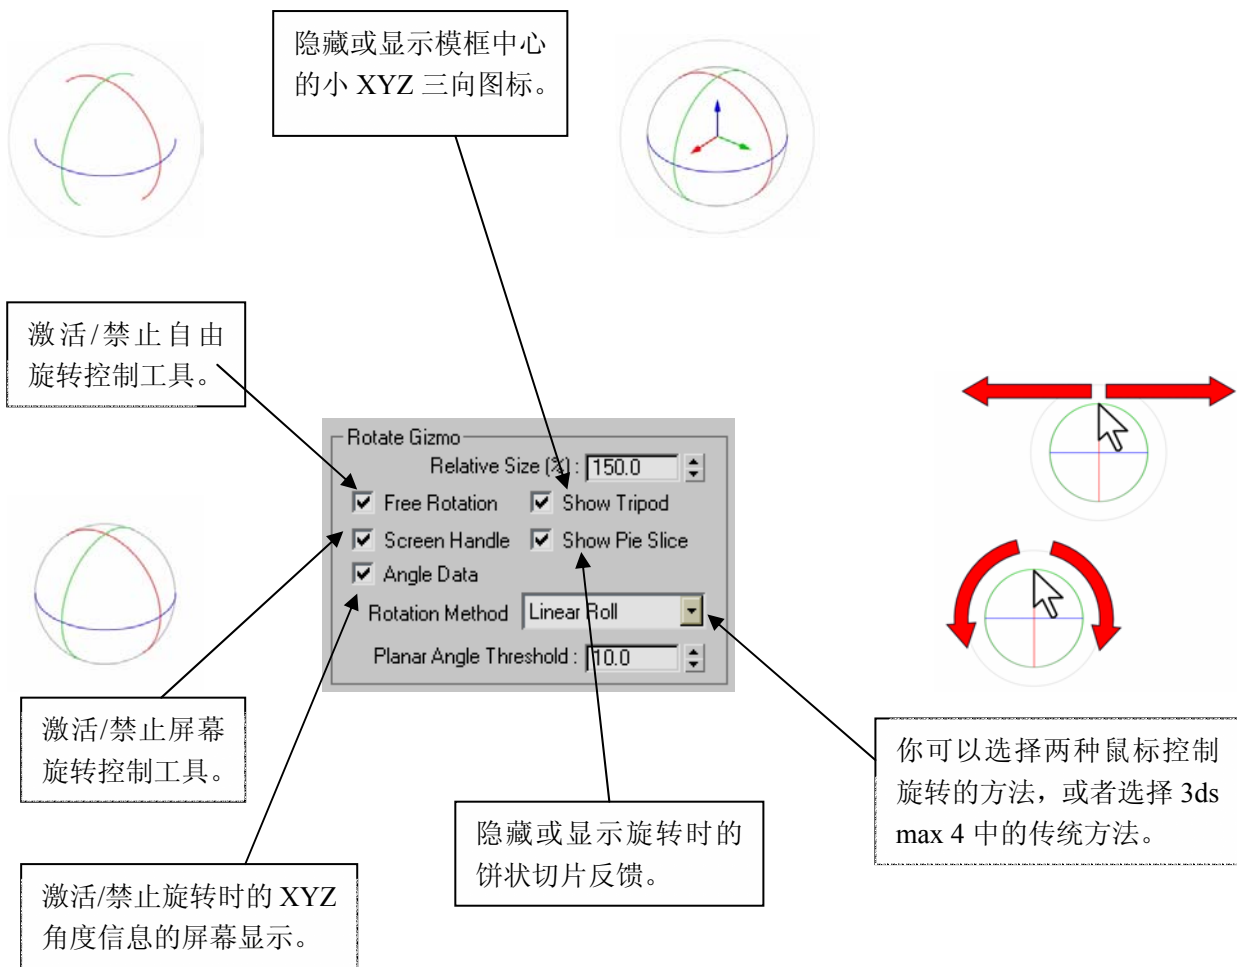 隐藏或显示模框中心
的小 XYZ 三向图标。
激活/禁止自由
旋转控制工具。
Rotate Gizmo
Relative Size (%) : 150.0
Free Rotation Show Tripod
Screen Handle Show Pie Slice
Angle Data
Rotation Method Linear Roll
Planar Angle Threshold : 10.0
激活/禁止屏幕
旋转控制工具。
你可以选择两种鼠标控制
旋转的方法，或者选择 3ds
max 4 中的传统方法。
隐藏或显示旋转时的
饼状切片反馈。
激活/禁止旋转时的 XYZ
角度信息的屏幕显示。